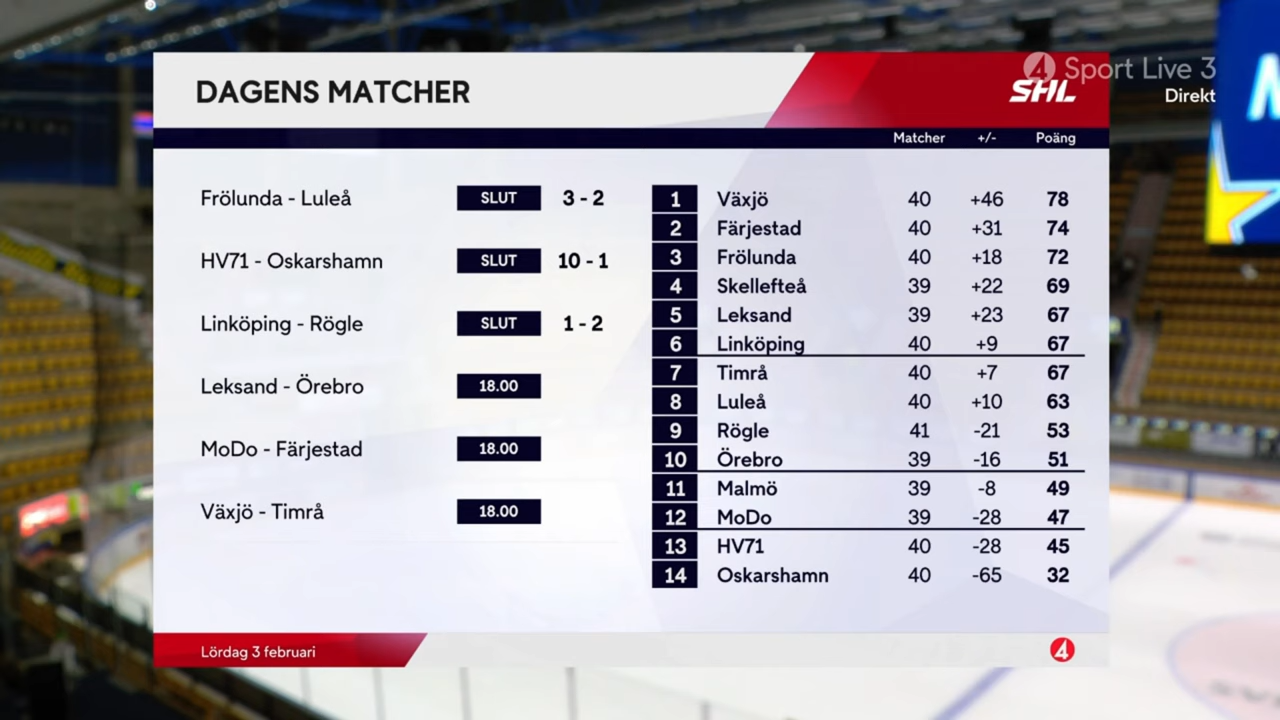 DAGENS MATCHER
SHL
4 Sport Live 3
Direkt
Matcher +/- Poäng
Frölunda - Luleå SLUT 3 - 2
HV71 - Oskarshamn SLUT 10 - 1
Linköping - Rögle SLUT 1 - 2
Leksand - Örebro 18.00
MoDo - Färjestad 18.00
Växjö - Timrå 18.00
1 Växjö 40 +46 78
2 Färjestad 40 +31 74
3 Frölunda 40 +18 72
4 Skellefteå 39 +22 69
5 Leksand 39 +23 67
6 Linköping 40 +9 67
7 Timrå 40 +7 67
8 Luleå 40 +10 63
9 Rögle 41 -21 53
10 Örebro 39 -16 51
11 Malmö 39 -8 49
12 MoDo 39 -28 47
13 HV71 40 -28 45
14 Oskarshamn 40 -65 32
Lördag 3 februari
4